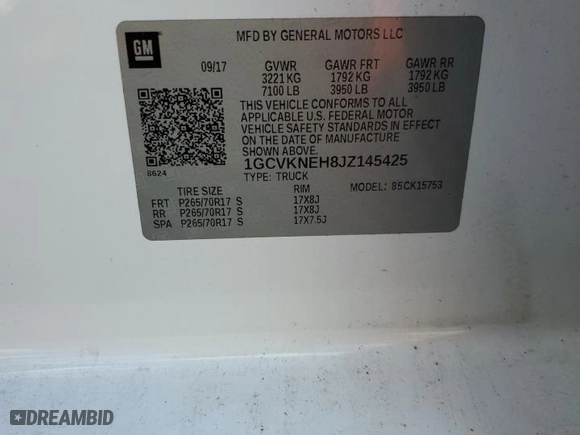 GM
MFD BY GENERAL MOTORS LLC
09/17 GVWR GAWR FRT GAWR RR
3221 KG 1792 KG 1792 KG
7100 LB 3950 LB 3950 LB
THIS VEHICLE CONFORMS TO ALL
APPLICABLE U.S. FEDERAL MOTOR
VEHICLE SAFETY STANDARDS IN EFFECT
ON THE DATE OF MANUFACTURE
SHOWN ABOVE.
1GCVKNEH8JZ145425
8624
TYPE: TRUCK
MODEL: 85CK15753
TIRE SIZE RIM
FRT P265/70R17 S 17X8J
RR P265/70R17 S 17X8J
SPA P265/70R17 S 17X7.5J
DREAMBID